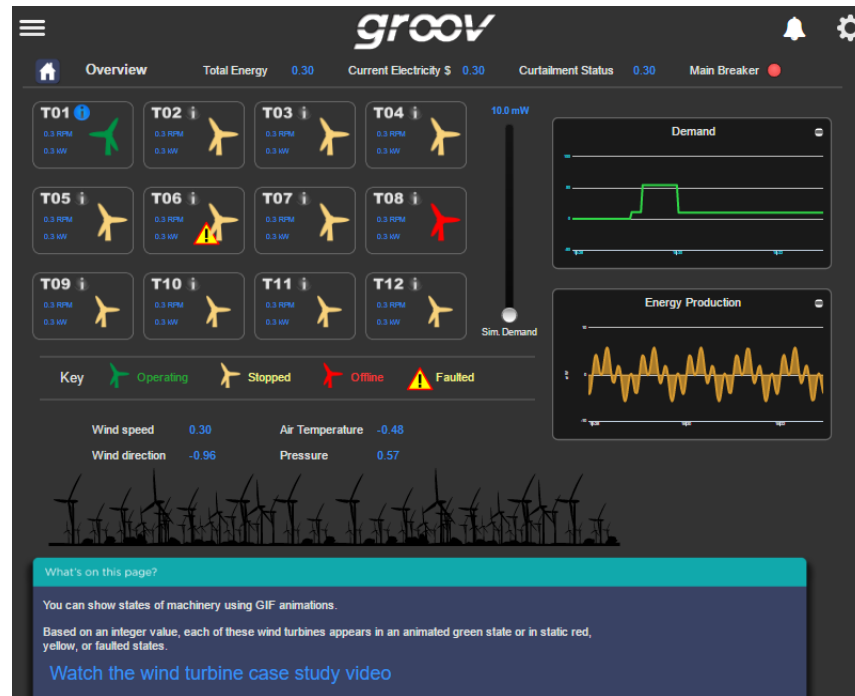 groov
Overview Total Energy 0.30 Current Electricity $ 0.30 Curtailment Status 0.30 Main Breaker
T01 T02 T03 T04
0.3 RPM 0.3 RPM 0.3 RPM 0.3 RPM
0.3 kW 0.3 kW 0.3 kW 0.3 kW
10.0 mW
Demand
T05 T06 T07 T08
0.3 RPM 0.3 RPM 0.3 RPM 0.3 RPM
0.3 kW 0.3 kW 0.3 kW 0.3 kW
T09 T10 T11 T12
0.3 RPM 0.3 RPM 0.3 RPM 0.3 RPM
0.3 kW 0.3 kW 0.3 kW 0.3 kW
Sim. Demand
Energy Production
Key Operating Stopped Offline Faulted
Wind speed 0.30 Air Temperature -0.48
Wind direction -0.96 Pressure 0.57
What's on this page?
You can show states of machinery using GIF animations.
Based on an integer value, each of these wind turbines appears in an animated green state or in static red,
yellow, or faulted states.
Watch the wind turbine case study video